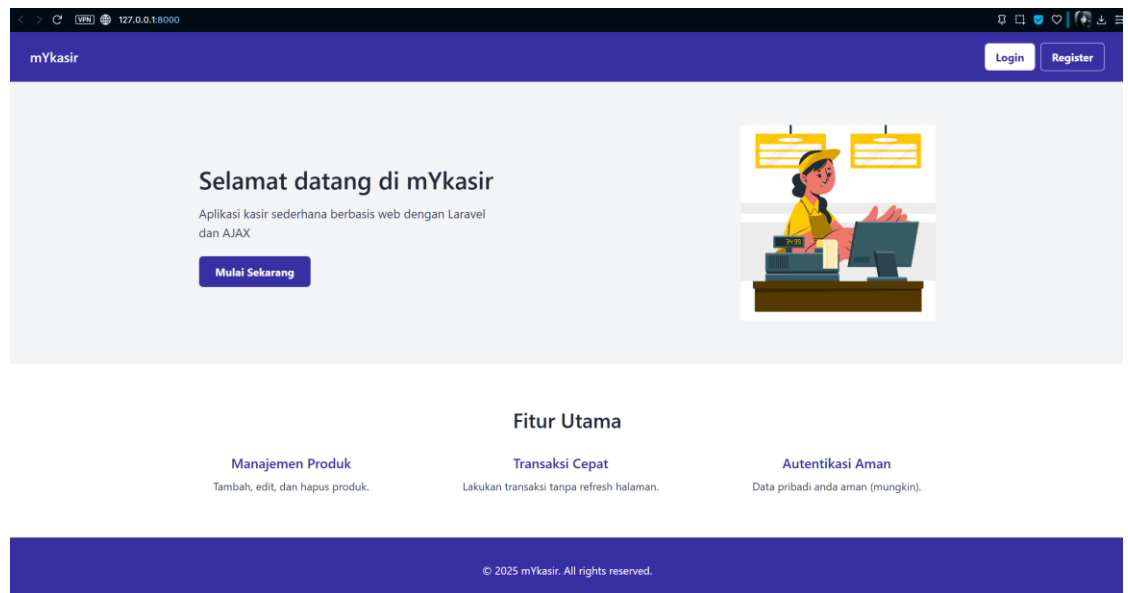 VPN 127.0.0.1:8000
mYkasir Login Register
Selamat datang di mYkasir
Aplikasi kasir sederhana berbasis web dengan Laravel
dan AJAX
Mulai Sekarang
3499
Fitur Utama
Manajemen Produk Transaksi Cepat Autentikasi Aman
Tambah, edit, dan hapus produk. Lakukan transaksi tanpa refresh halaman. Data pribadi anda aman (mungkin).
© 2025 mYkasir. All rights reserved.